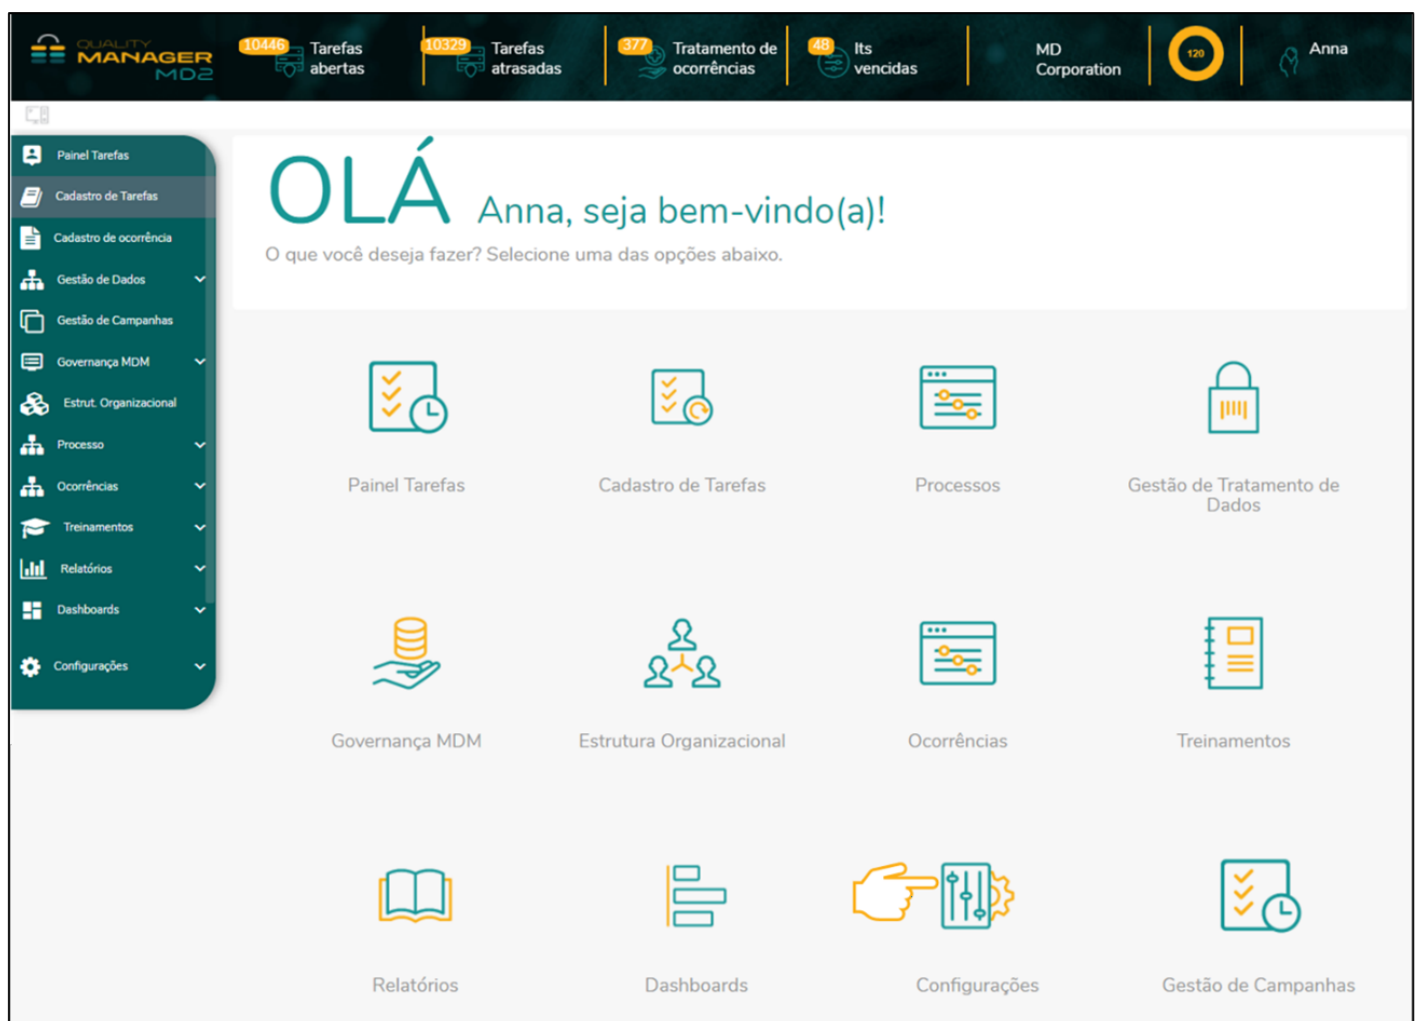 QUALITY
MANAGER
MD2
10446
Tarefas
abertas
10329
Tarefas
atrasadas
377
Tratamento de
ocorrências
48
Its
vencidas
MD
Corporation
120
Anna
Painel Tarefas
Cadastro de Tarefas
Cadastro de ocorrência
Gestão de Dados
Gestão de Campanhas
Governança MDM
Estrut. Organizacional
Processo
Ocorrências
Treinamentos
Relatórios
Dashboards
Configurações
OLÁ Anna, seja bem-vindo(a)!
O que você deseja fazer? Selecione uma das opções abaixo.
Painel Tarefas
Cadastro de Tarefas
Processos
Gestão de Tratamento de
Dados
Governança MDM
Estrutura Organizacional
Ocorrências
Treinamentos
Relatórios
Dashboards
Configurações
Gestão de Campanhas